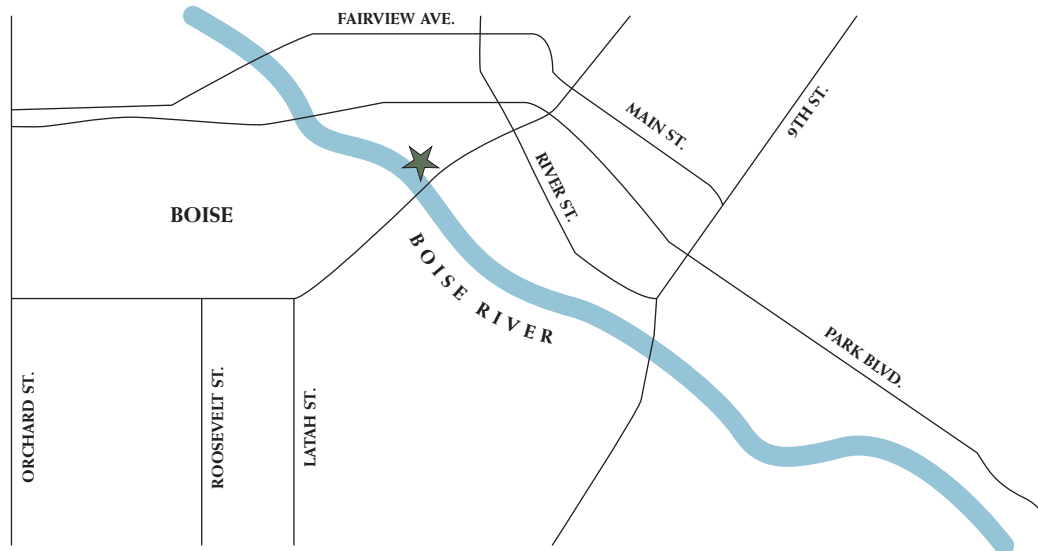 FAIRVIEW AVE.
MAIN ST.
9TH ST.
RIVER ST.
BOISE
BOISE RIVER
PARK BLVD.
ORCHARD ST.
ROOSEVELT ST.
LATAH ST.